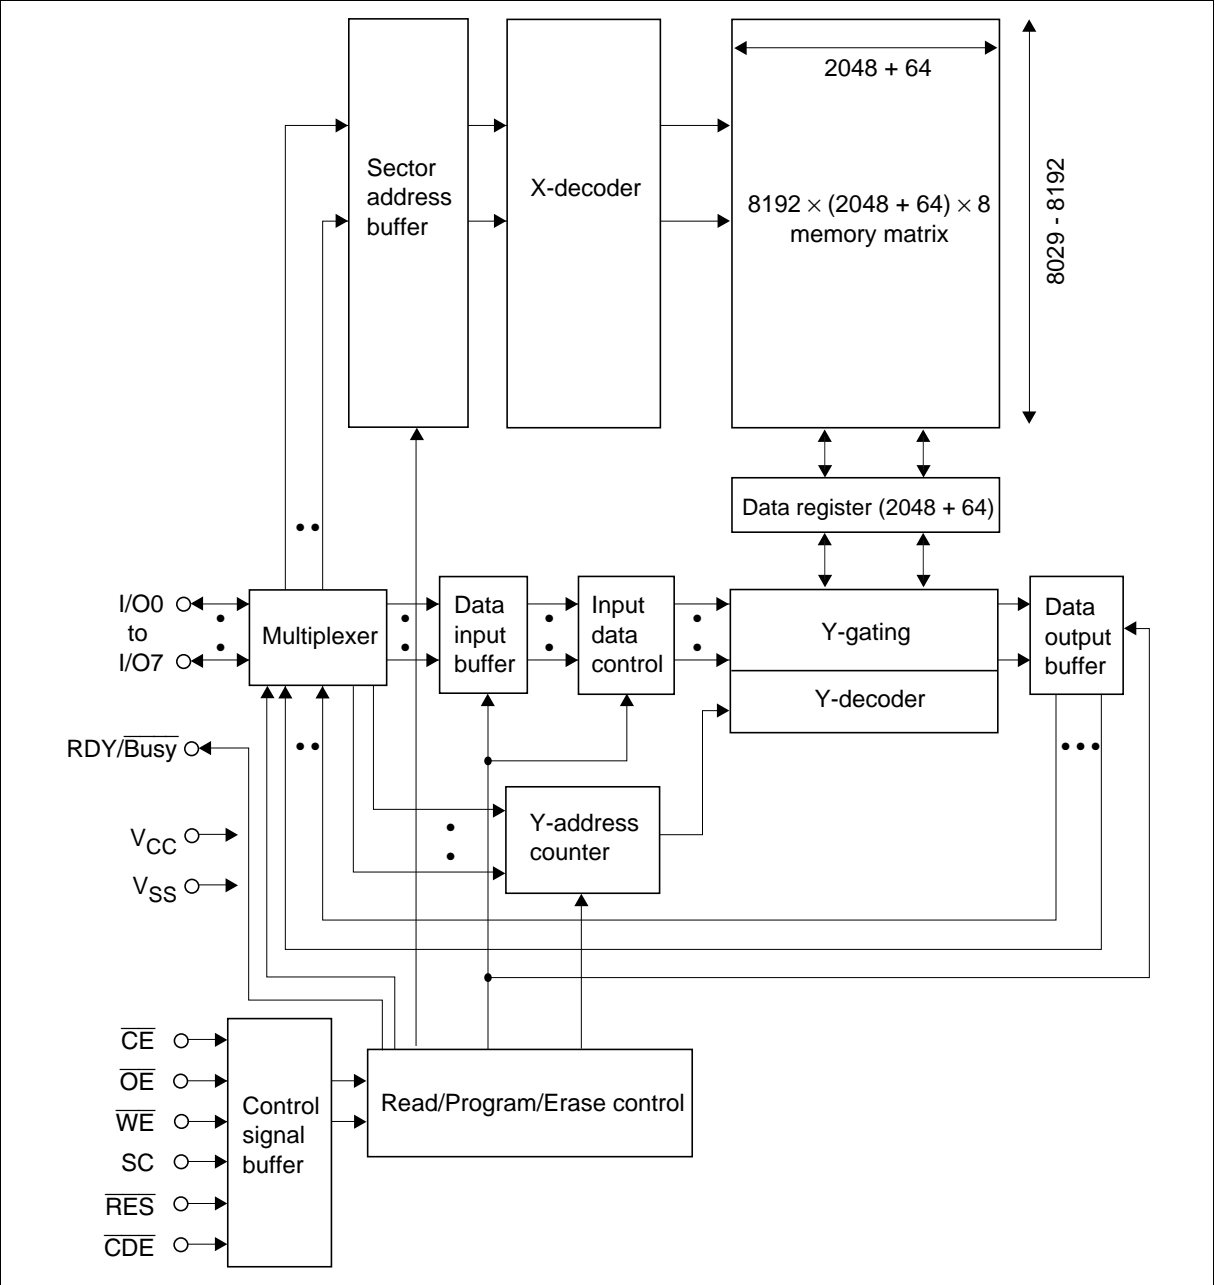 2048 + 64
Sector
address
buffer
X-decoder
8192 × (2048 + 64) × 8
memory matrix
8029 - 8192
Data register (2048 + 64)
I/O0
to
I/O7
Multiplexer
Data
input
buffer
Input
data
control
Y-gating
Y-decoder
Data
output
buffer
RDY/Busy
VCC
VSS
Y-address
counter
CE
OE
WE
SC
RES
CDE
Control
signal
buffer
Read/Program/Erase control